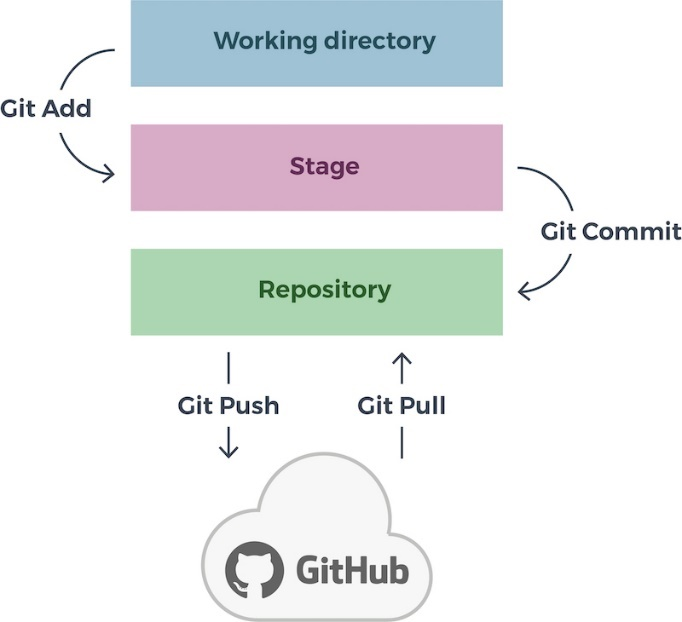 Working directory
Git Add
Stage
Git Commit
Repository
Git Push
Git Pull
GitHub